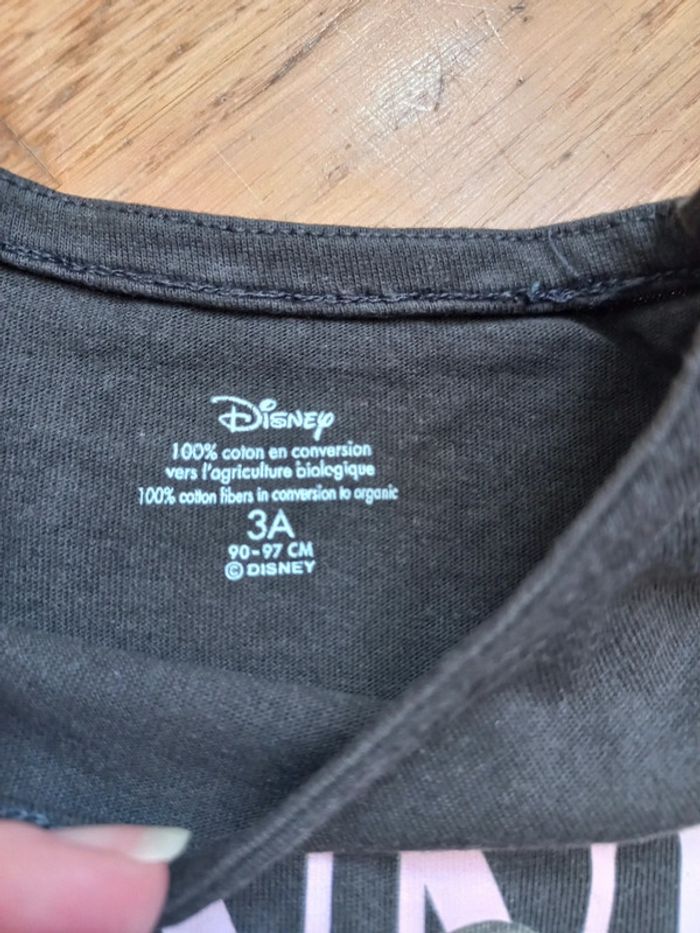 Disney
100% coton en conversion
vers l'agriculture biologique
100% cotton fibers in conversion to organic
3A
90-97 CM
© DISNEY